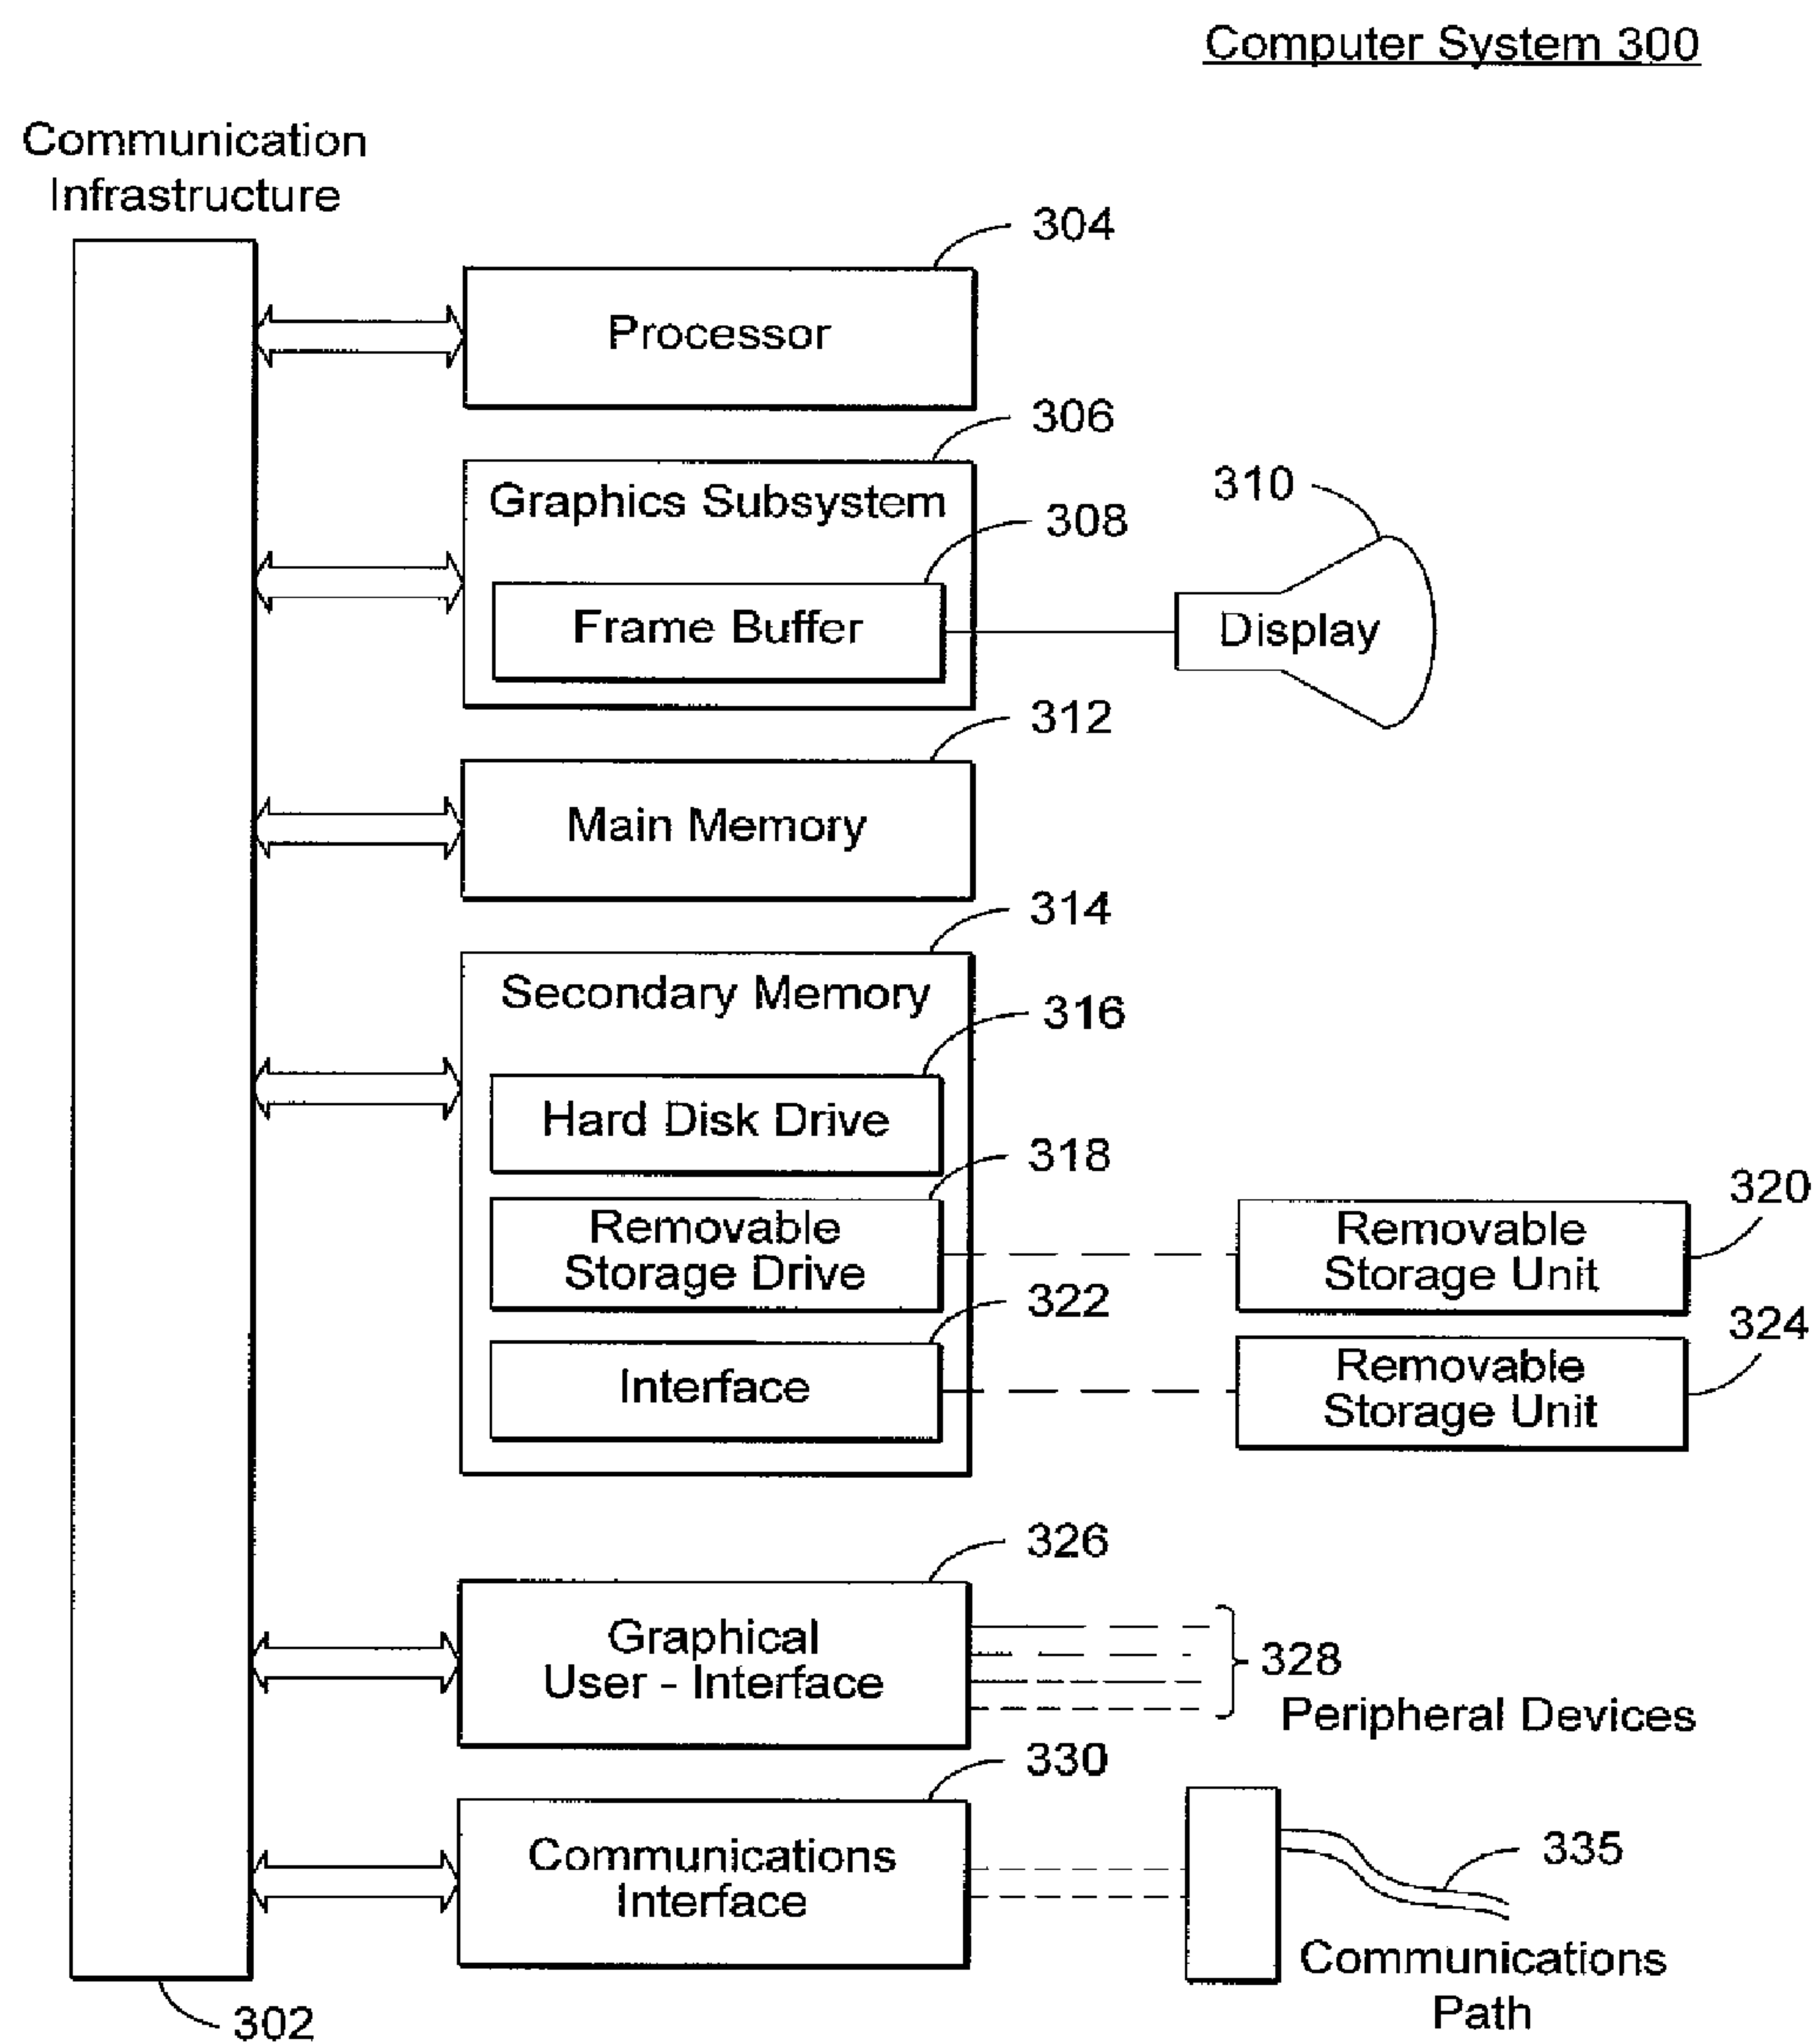 Computer System 300
Communication
Infrastructure
304
Processor
306
Graphics Subsystem
308
Frame Buffer
310
Display
312
Main Memory
314
Secondary Memory
316
Hard Disk Drive
318
Removable
Storage Drive
320
Removable
Storage Unit
322
Interface
324
Removable
Storage Unit
326
Graphical
User - Interface
328
Peripheral Devices
330
Communications
Interface
335
Communications
Path
302